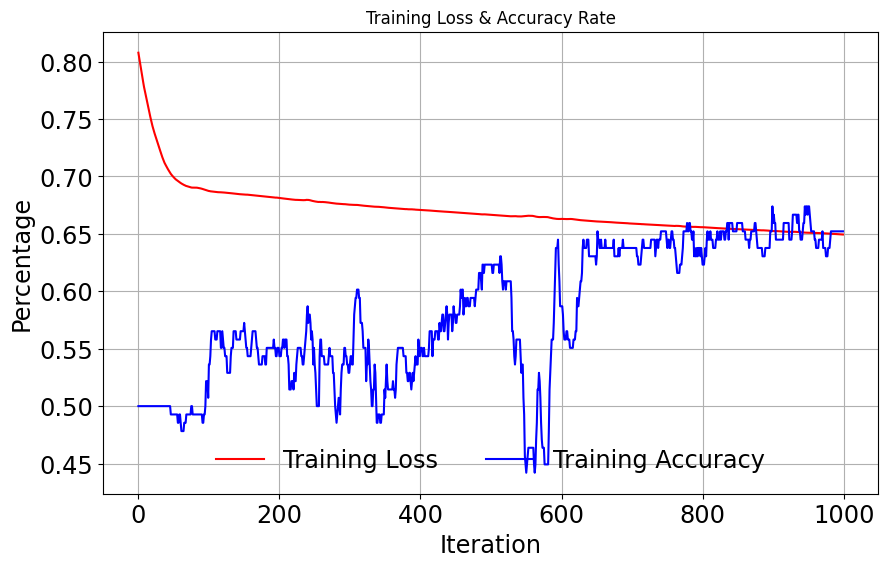 Training Loss & Accuracy Rate
0.80
0.75
0.70
0.65
0.60
0.55
0.50
0.45
Percentage
Training Loss Training Accuracy
0 200 400 600 800 1000
Iteration